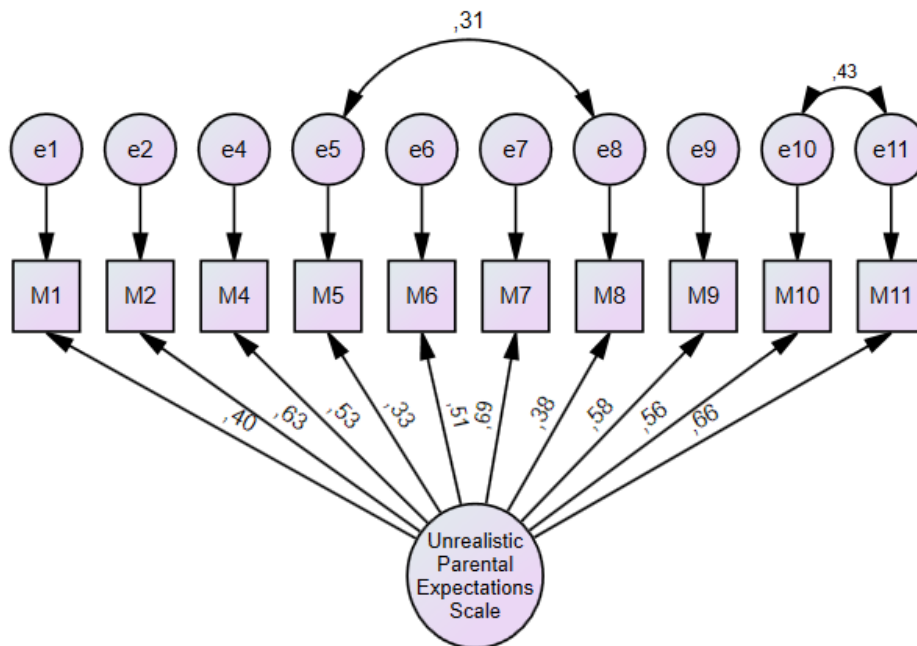 ,31
,43
e1 e2 e4 e5 e6 e7 e8 e9 e10 e11
M1 M2 M4 M5 M6 M7 M8 M9 M10 M11
,40 ,63 ,53 ,33 ,51 ,69 ,38 ,58 ,56 ,66
Unrealistic
Parental
Expectations
Scale